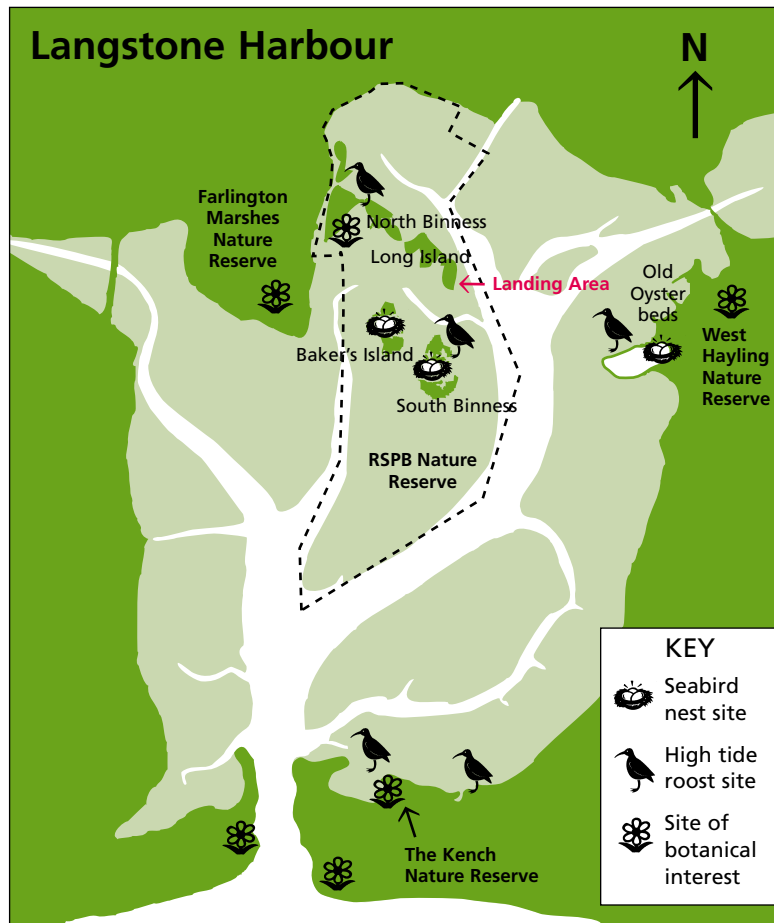 Langstone Harbour
N
Farlington
Marshes
Nature
Reserve
North Binness
Long Island
Landing Area
Old
Oyster
beds
West
Hayling
Nature
Reserve
Baker's Island
South Binness
RSPB Nature
Reserve
The Kench
Nature Reserve
KEY
Seabird
nest site
High tide
roost site
Site of
botanical
interest